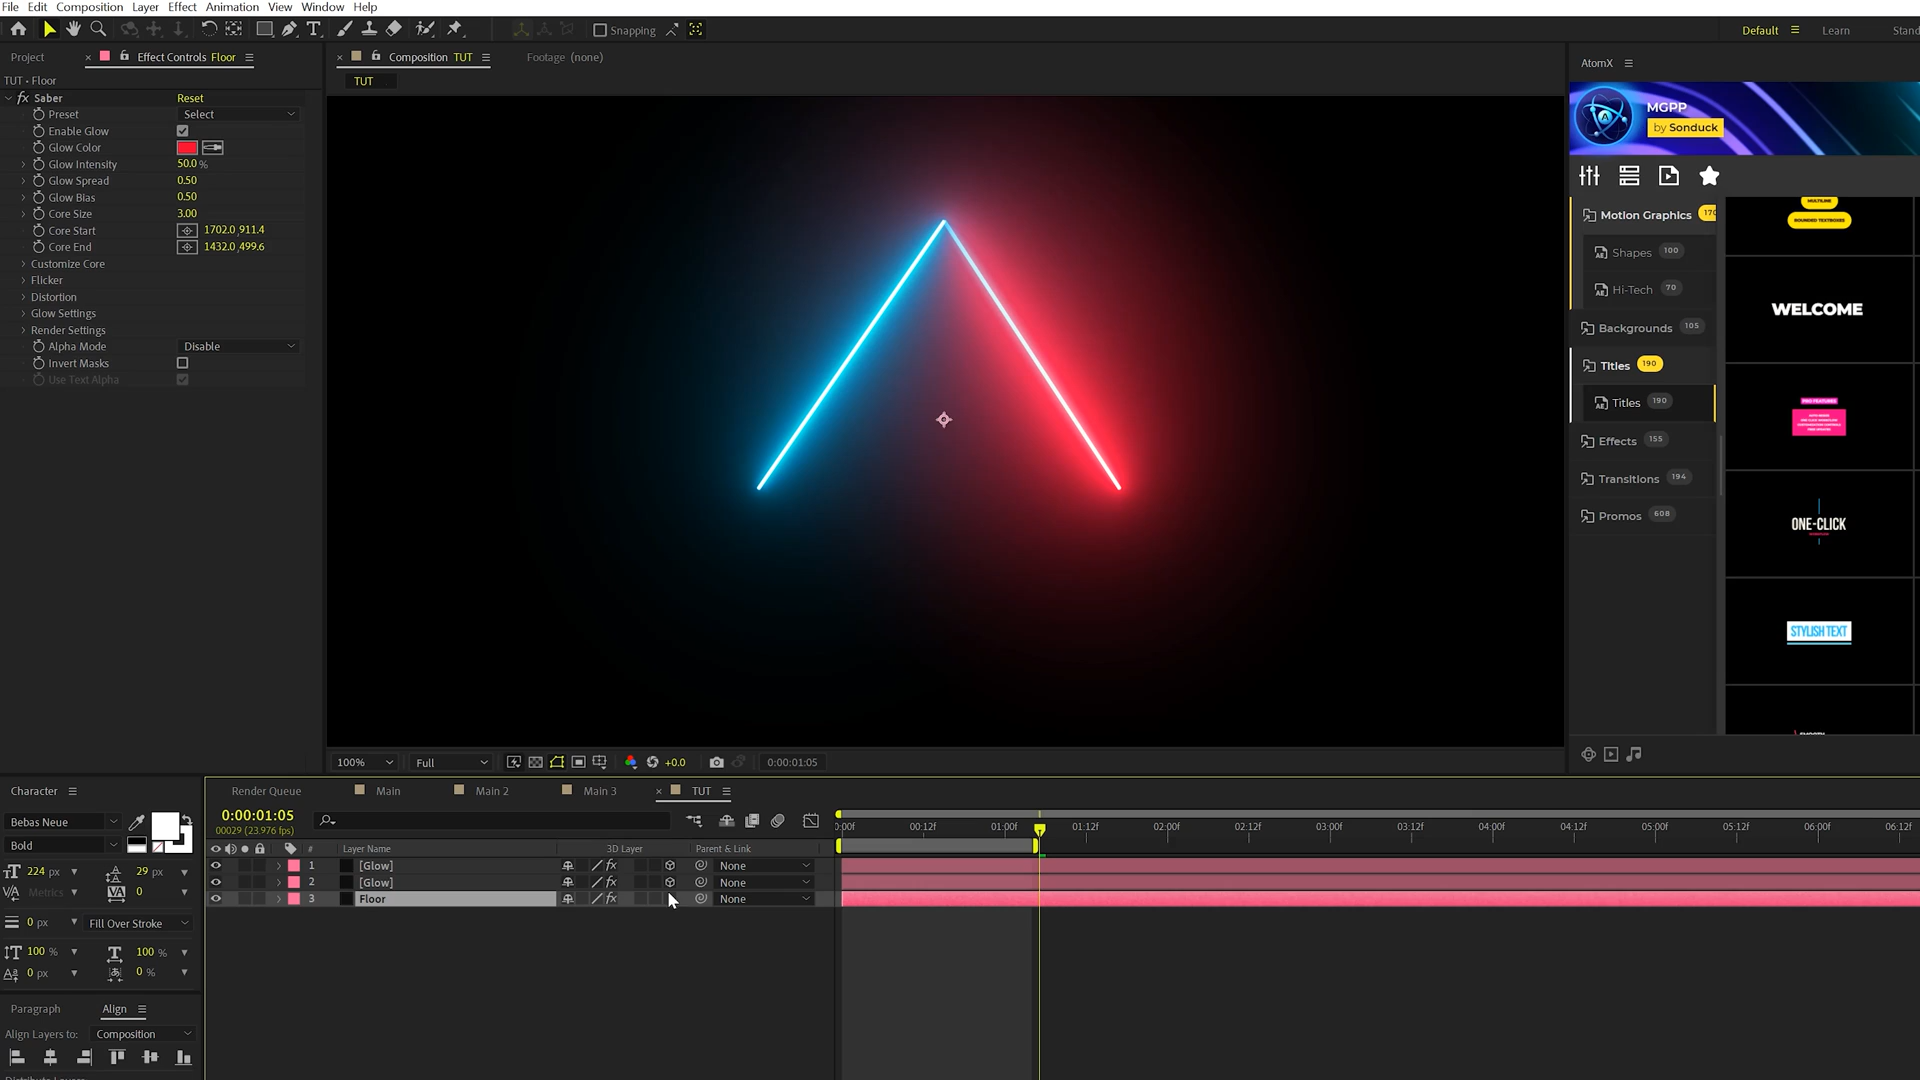 File Edit Composition Layer Effect Animation View Window Help
Snapping
Default
Learn
Stand
Project
Effect Controls Floor
TUT • Floor
fx Saber Reset
Preset Select
Enable Glow
Glow Color
Glow Intensity 50.0 %
Glow Spread 0.50
Glow Bias 0.50
Core Size 3.00
Core Start 1702.0,911.4
Core End 1432.0,499.6
Customize Core
Flicker
Distortion
Glow Settings
Render Settings
Alpha Mode Disable
Invert Masks
Use Text Alpha
Composition TUT
Footage (none)
TUT
100% Full +0.0 0:00:01:05
AtomX
MGPP
by Sonduck
Motion Graphics 170
Shapes 100
Hi-Tech 70
Backgrounds 105
Titles 190
Titles 190
Effects 155
Transitions 194
Promos 608
MULTILINE
ROUNDED TEXTBOXES
WELCOME
PRO FEATURES
ONE-CLICK
STYLISH TEXT
Character
Bebas Neue
Bold
224 px 29 px
Metrics 0
0 px Fill Over Stroke
100 % 100 %
0 px 0 %
Paragraph Align
Align Layers to: Composition
Render Queue Main Main 2 Main 3 TUT
0:00:01:05
00029 (23.976 fps)
0:00f 00:12f 01:00f 01:12f 02:00f 02:12f 03:00f 03:12f 04:00f 04:12f 05:00f 05:12f 06:00f 06:12f
# Layer Name 3D Layer Parent & Link
1 [Glow] fx None
2 [Glow] fx None
3 Floor fx None